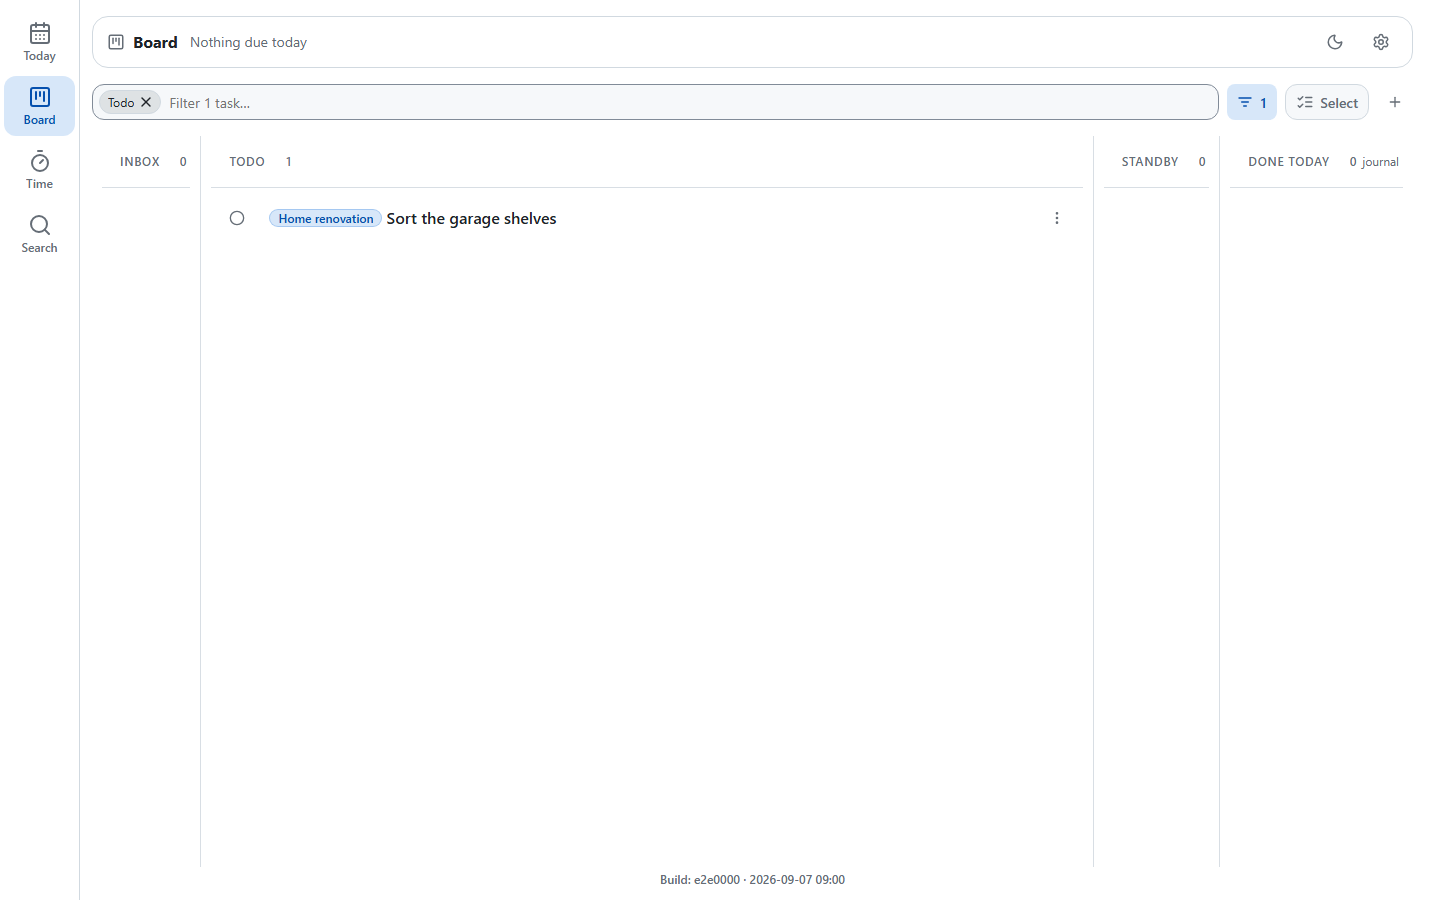 Today
Board
Time
Search
Board Nothing due today
Todo Filter 1 task... 1 Select
INBOX 0
TODO 1
STANDBY 0
DONE TODAY 0 journal
Home renovation Sort the garage shelves
Build: e2e0000 · 2026-09-07 09:00